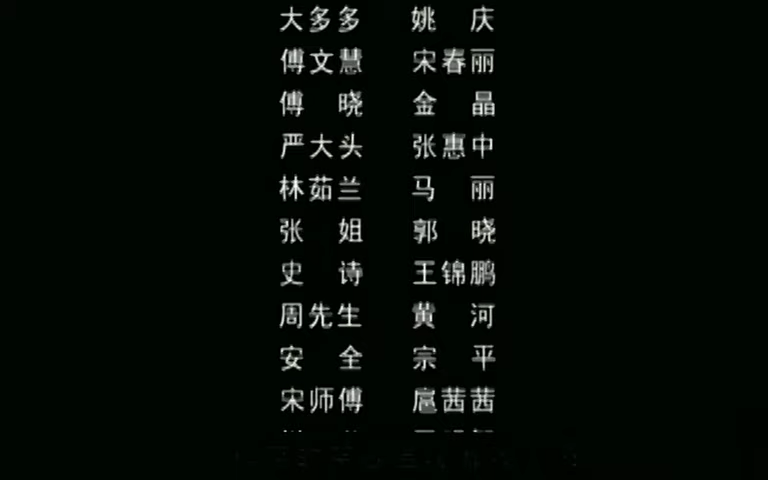 大多多 姚庆
傅文慧 宋春丽
傅晓 金晶
严大头 张惠中
林茹兰 马丽
张姐 郭晓
史诗 王锦鹏
周先生 黄河
安全 宗平
宋师傅 扈茜茜